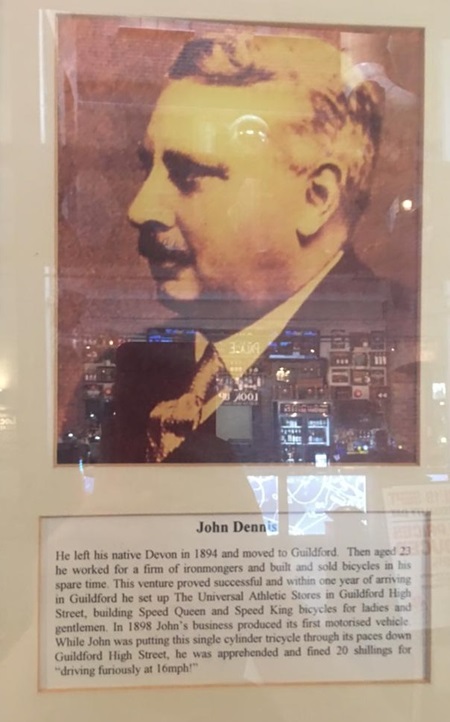 John Dennis
He left his native Devon in 1894 and moved to Guildford. Then aged 23
he worked for a firm of ironmongers and built and sold bicycles in his
spare time. This venture proved successful and within one year of arriving
in Guildford he set up The Universal Athletic Stores in Guildford High
Street, building Speed Queen and Speed King bicycles for ladies and
gentlemen. In 1898 John's business produced its first motorised vehicle.
While John was putting this single cylinder tricycle through its paces down
Guildford High Street, he was apprehended and fined 20 shillings for
"driving furiously at 16mph!"